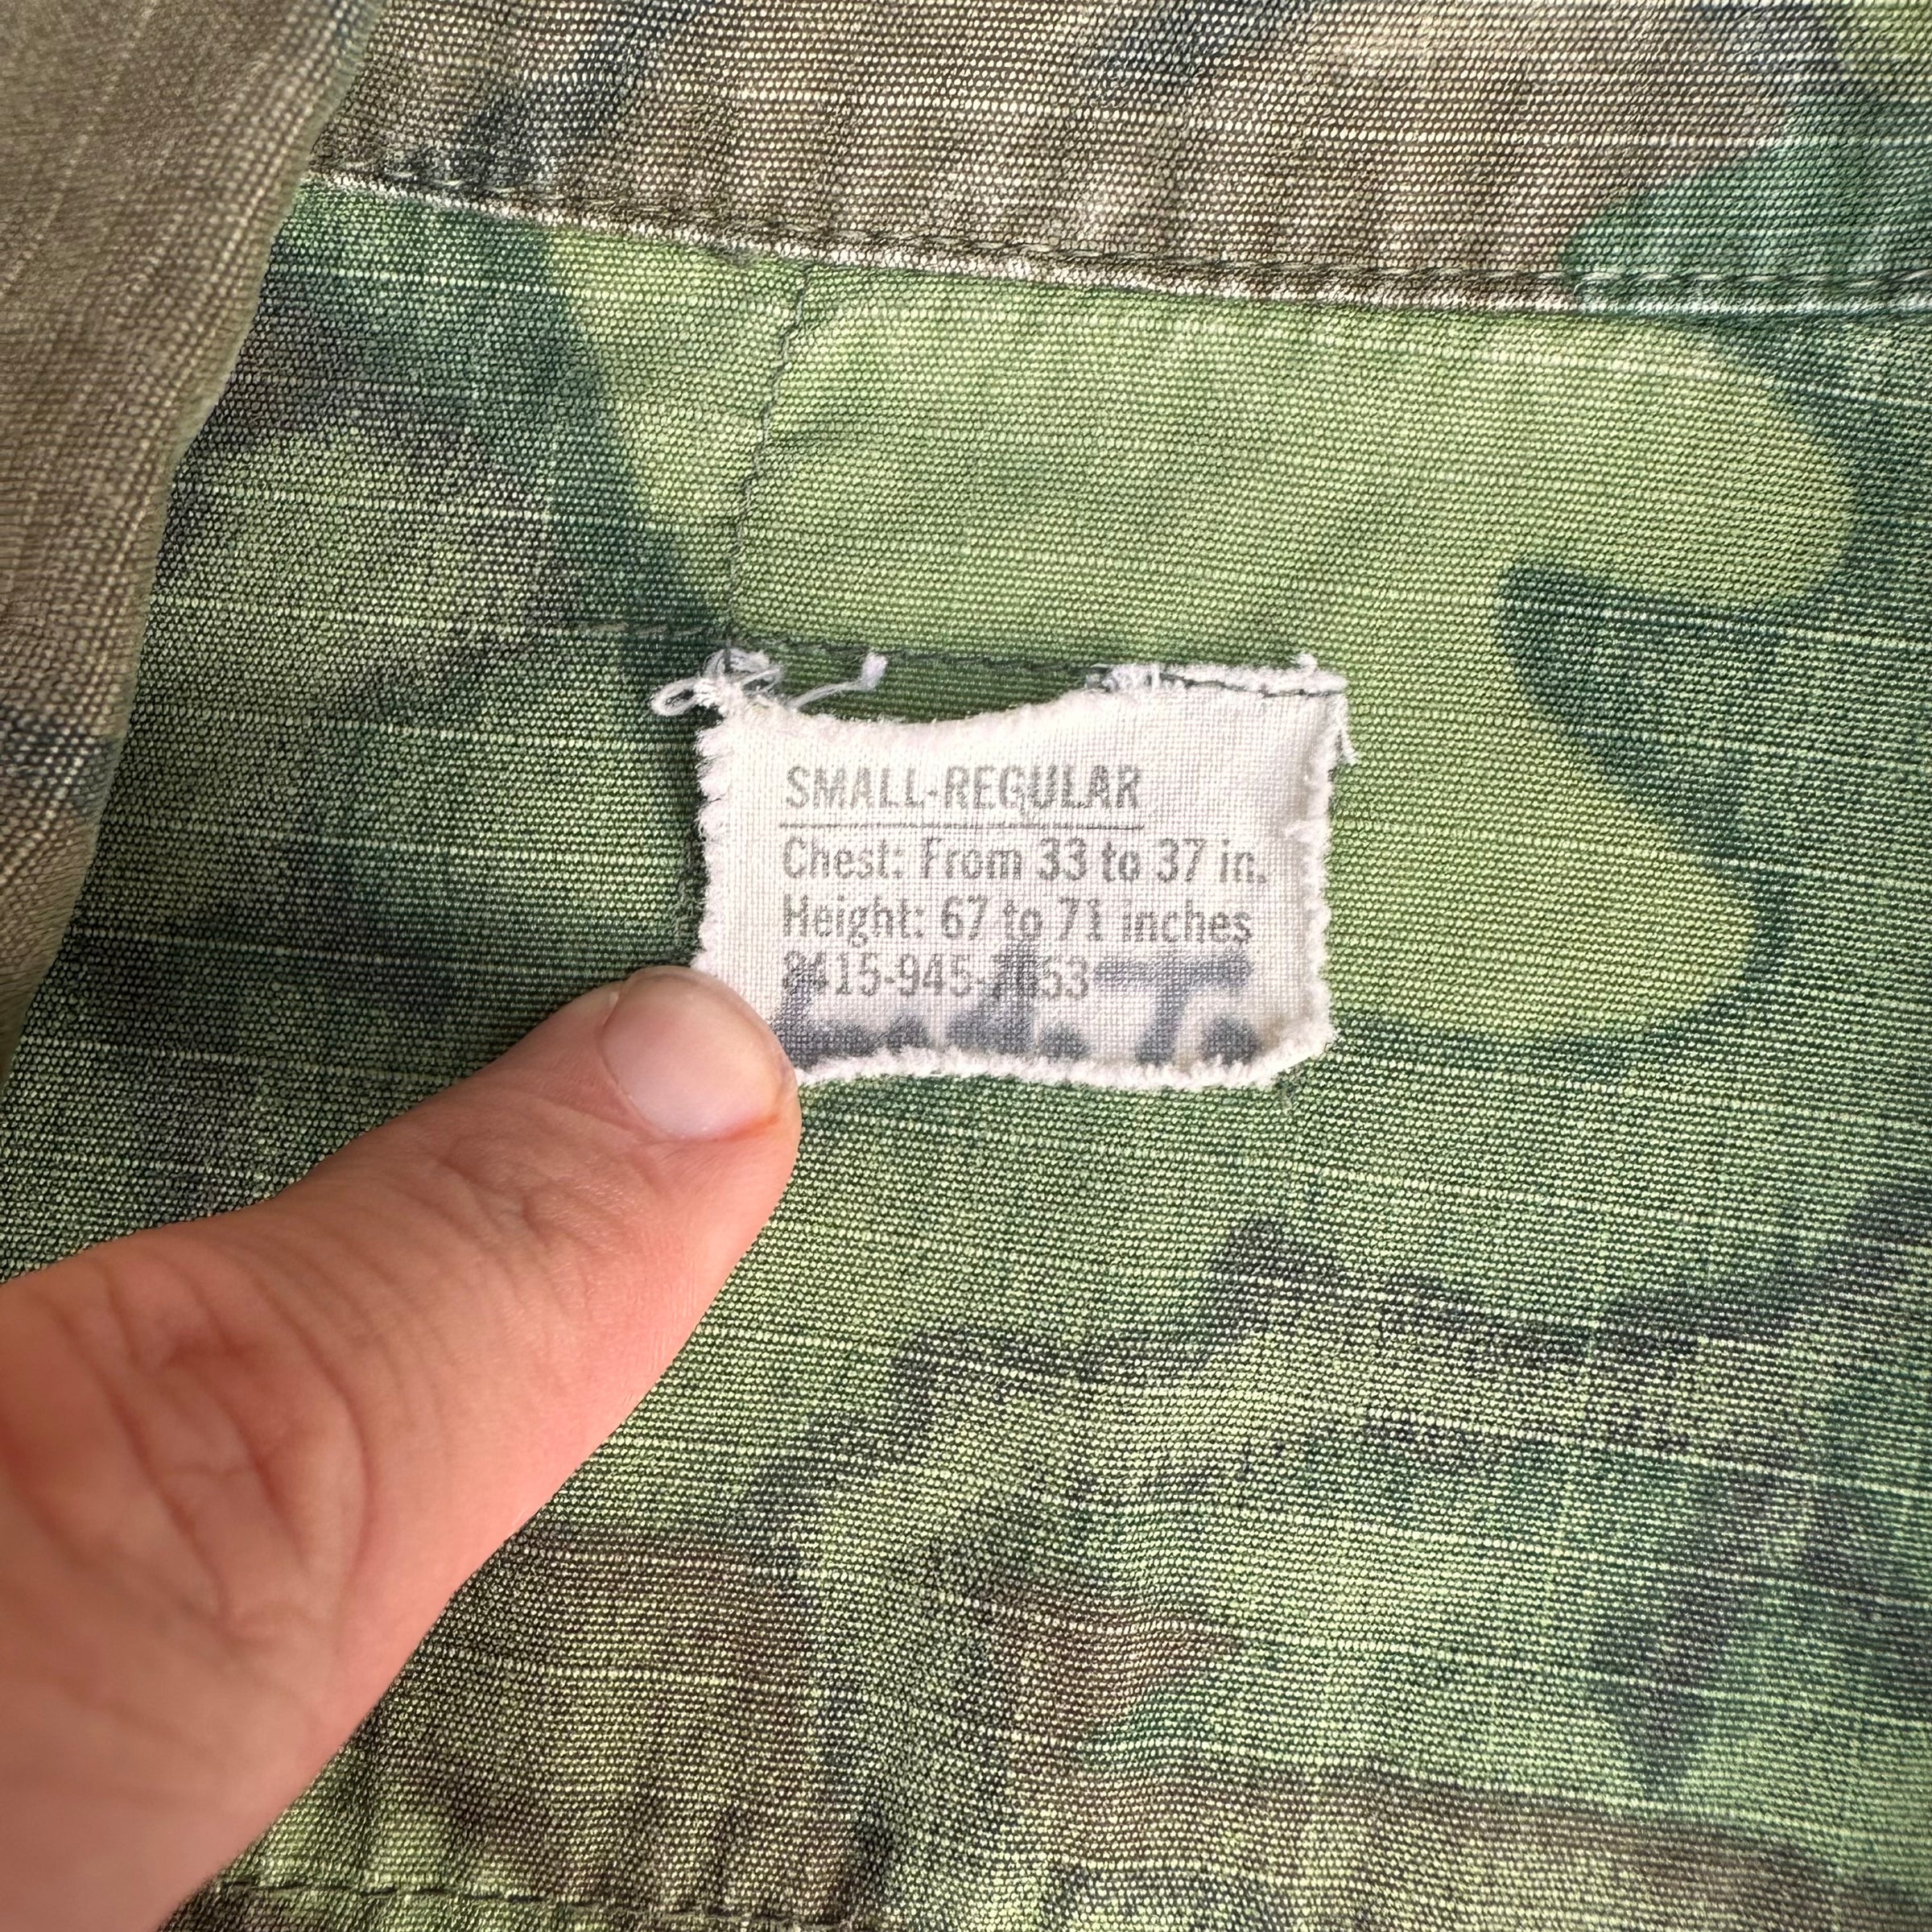 SMALL-REGULAR
Chest: From 33 to 37 in.
Height: 67 to 71 inches